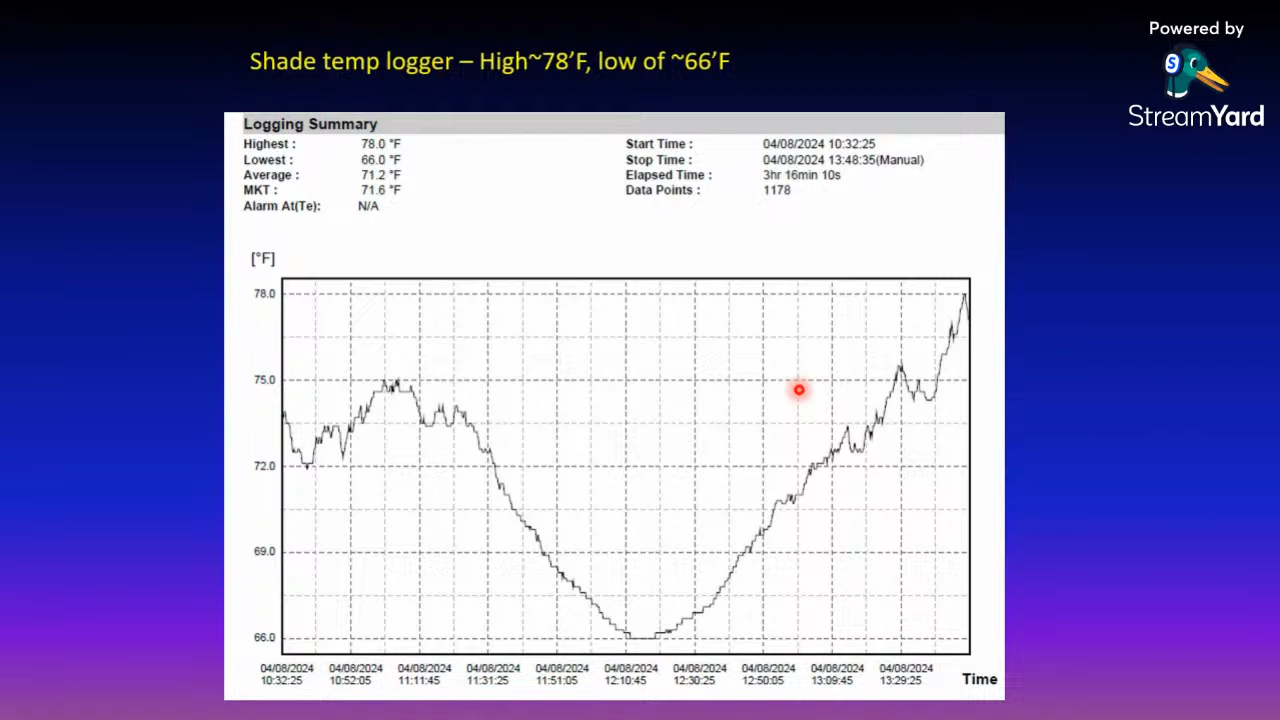 Powered by
StreamYard
Shade temp logger – High~78’F, low of ~66’F
Logging Summary
Highest : 78.0 °F Start Time : 04/08/2024 10:32:25
Lowest : 66.0 °F Stop Time : 04/08/2024 13:48:35(Manual)
Average : 71.2 °F Elapsed Time : 3hr 16min 10s
MKT : 71.6 °F Data Points : 1178
Alarm At(Te): N/A
[°F]
78.0
75.0
72.0
69.0
66.0
04/08/2024 04/08/2024 04/08/2024 04/08/2024 04/08/2024 04/08/2024 04/08/2024 04/08/2024 04/08/2024 04/08/2024
10:32:25 10:52:05 11:11:45 11:31:25 11:51:05 12:10:45 12:30:25 12:50:05 13:09:45 13:29:25 Time